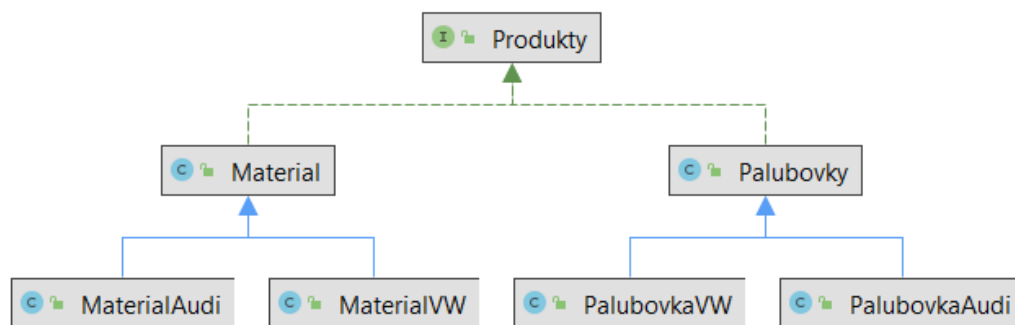 I Produkty
C Material
C Palubovky
C MaterialAudi
C MaterialVW
C PalubovkaVW
C PalubovkaAudi